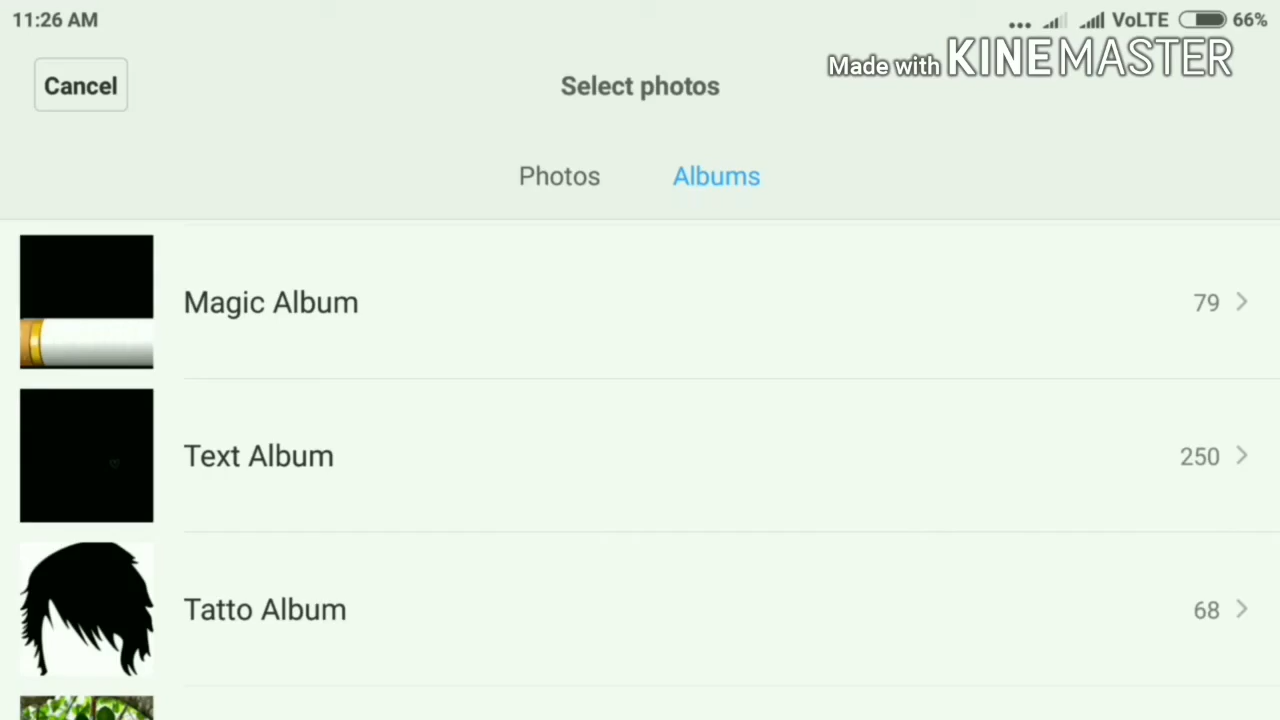 11:26 AM ... VoLTE 66%
Made with KINEMASTER
Cancel Select photos
Photos Albums
Magic Album 79
Text Album 250
Tatto Album 68